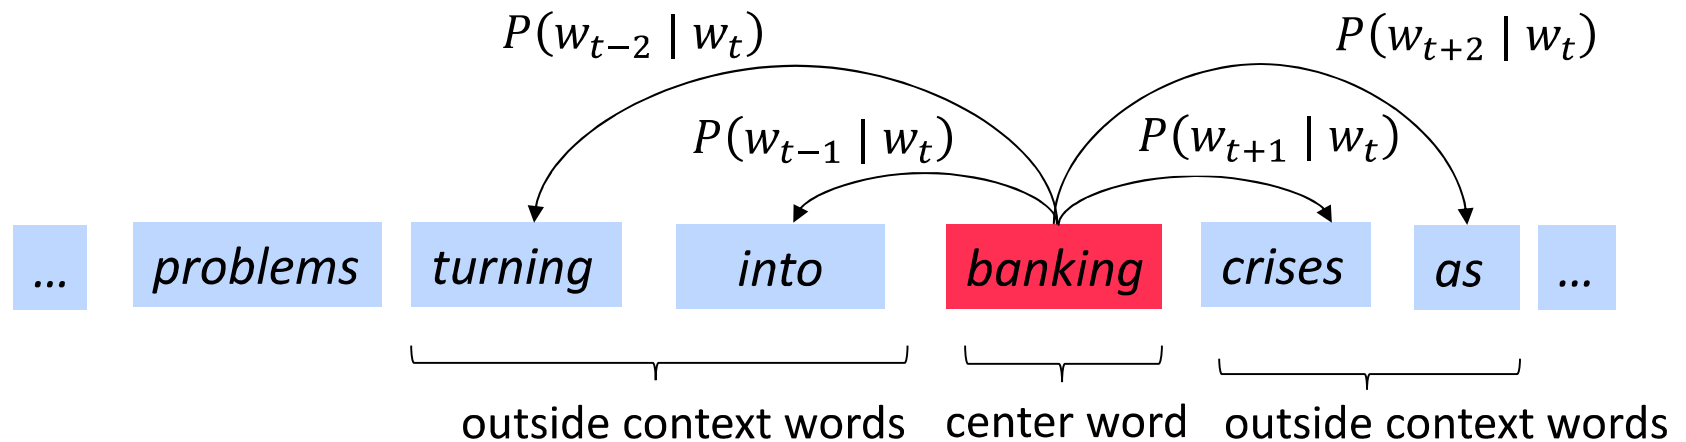 P(w_{t−2} | w_t) P(w_{t+2} | w_t)
P(w_{t−1} | w_t) P(w_{t+1} | w_t)
... problems turning into banking crises as ...
outside context words center word outside context words